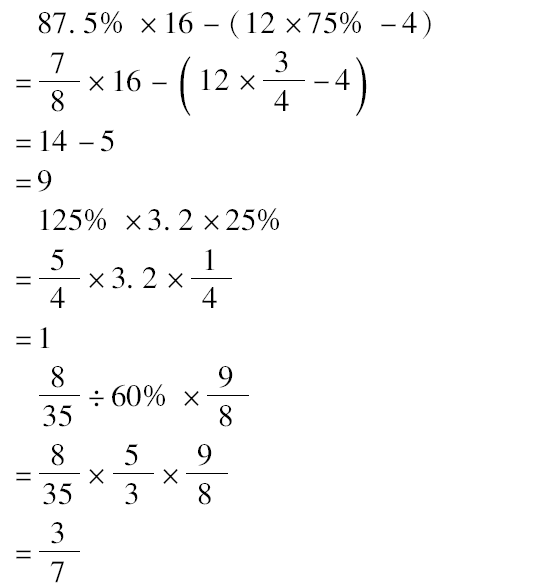 87.5% ×16 −（12 ×75% −4）
= 7/8 × 16 − ( 12 × 3/4 − 4 )
= 14 − 5
= 9
125% ×3.2 ×25%
= 5/4 × 3.2 × 1/4
= 1
8/35 ÷ 60% × 9/8
= 8/35 × 5/3 × 9/8
= 3/7